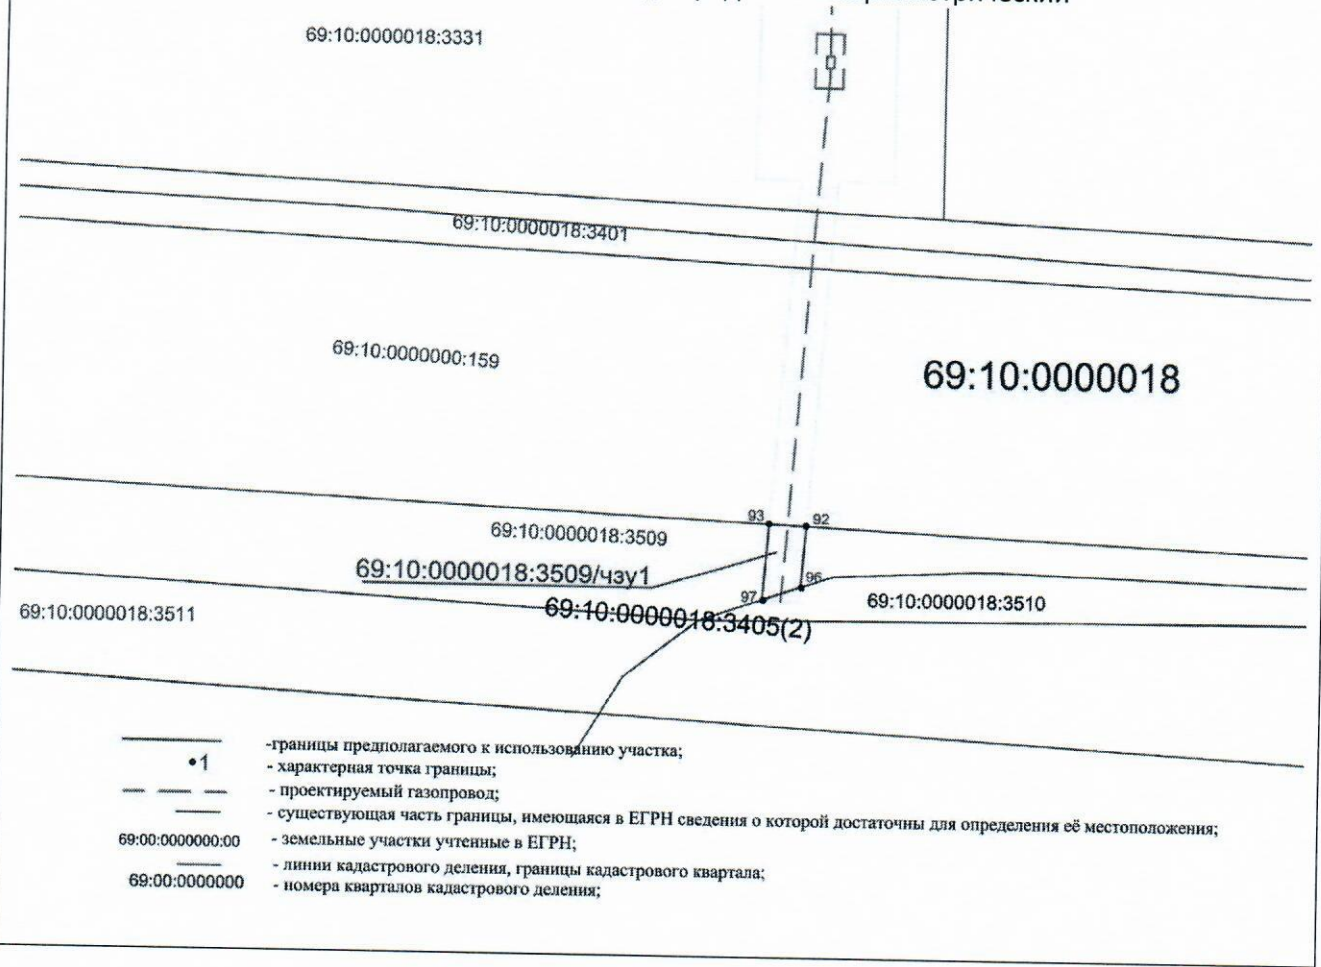 69:10:0000018:3331
69:10:0000018:3401
69:10:0000000:159
69:10:0000018
93
92
69:10:0000018:3509
69:10:0000018:3509/чзу1
96
97
69:10:0000018:3510
69:10:0000018:3511
69:10:0000018:3405(2)
-границы предполагаемого к использованию участка;
•1 - характерная точка границы;
- проектируемый газопровод;
- существующая часть границы, имеющаяся в ЕГРН сведения о которой достаточны для определения её местоположения;
69:00:0000000:00 - земельные участки учтенные в ЕГРН;
- линии кадастрового деления, границы кадастрового квартала;
69:00:0000000 - номера кварталов кадастрового деления;